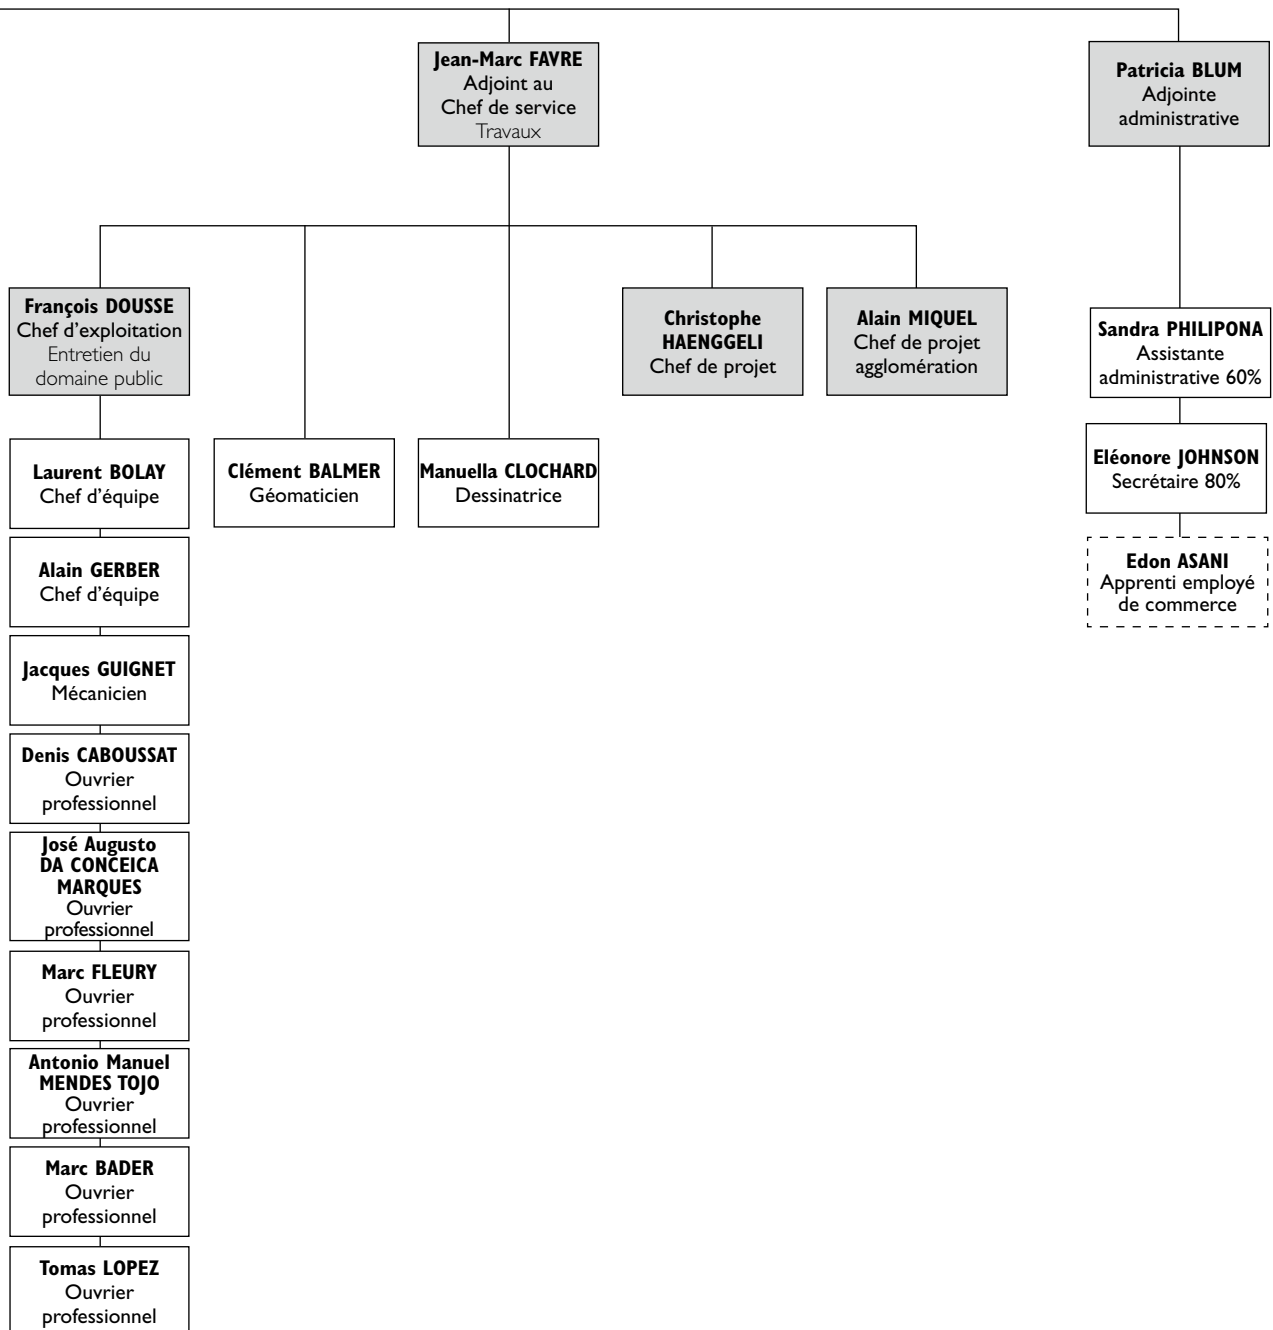 Jean-Marc FAVRE
Adjoint au
Chef de service
Travaux
Patricia BLUM
Adjointe
administrative
François DOUSSE
Chef d'exploitation
Entretien du
domaine public
Christophe
HAENGGELI
Chef de projet
Alain MIQUEL
Chef de projet
agglomération
Sandra PHILIPONA
Assistante
administrative 60%
Laurent BOLAY
Chef d'équipe
Clément BALMER
Géomaticien
Manuella CLOCHARD
Dessinatrice
Eléonore JOHNSON
Secrétaire 80%
Alain GERBER
Chef d'équipe
Edon ASANI
Apprenti employé
de commerce
Jacques GUIGNET
Mécanicien
Denis CABOUSSAT
Ouvrier
professionnel
José Augusto
DA CONCEICA
MARQUES
Ouvrier
professionnel
Marc FLEURY
Ouvrier
professionnel
Antonio Manuel
MENDES TOJO
Ouvrier
professionnel
Marc BADER
Ouvrier
professionnel
Tomas LOPEZ
Ouvrier
professionnel